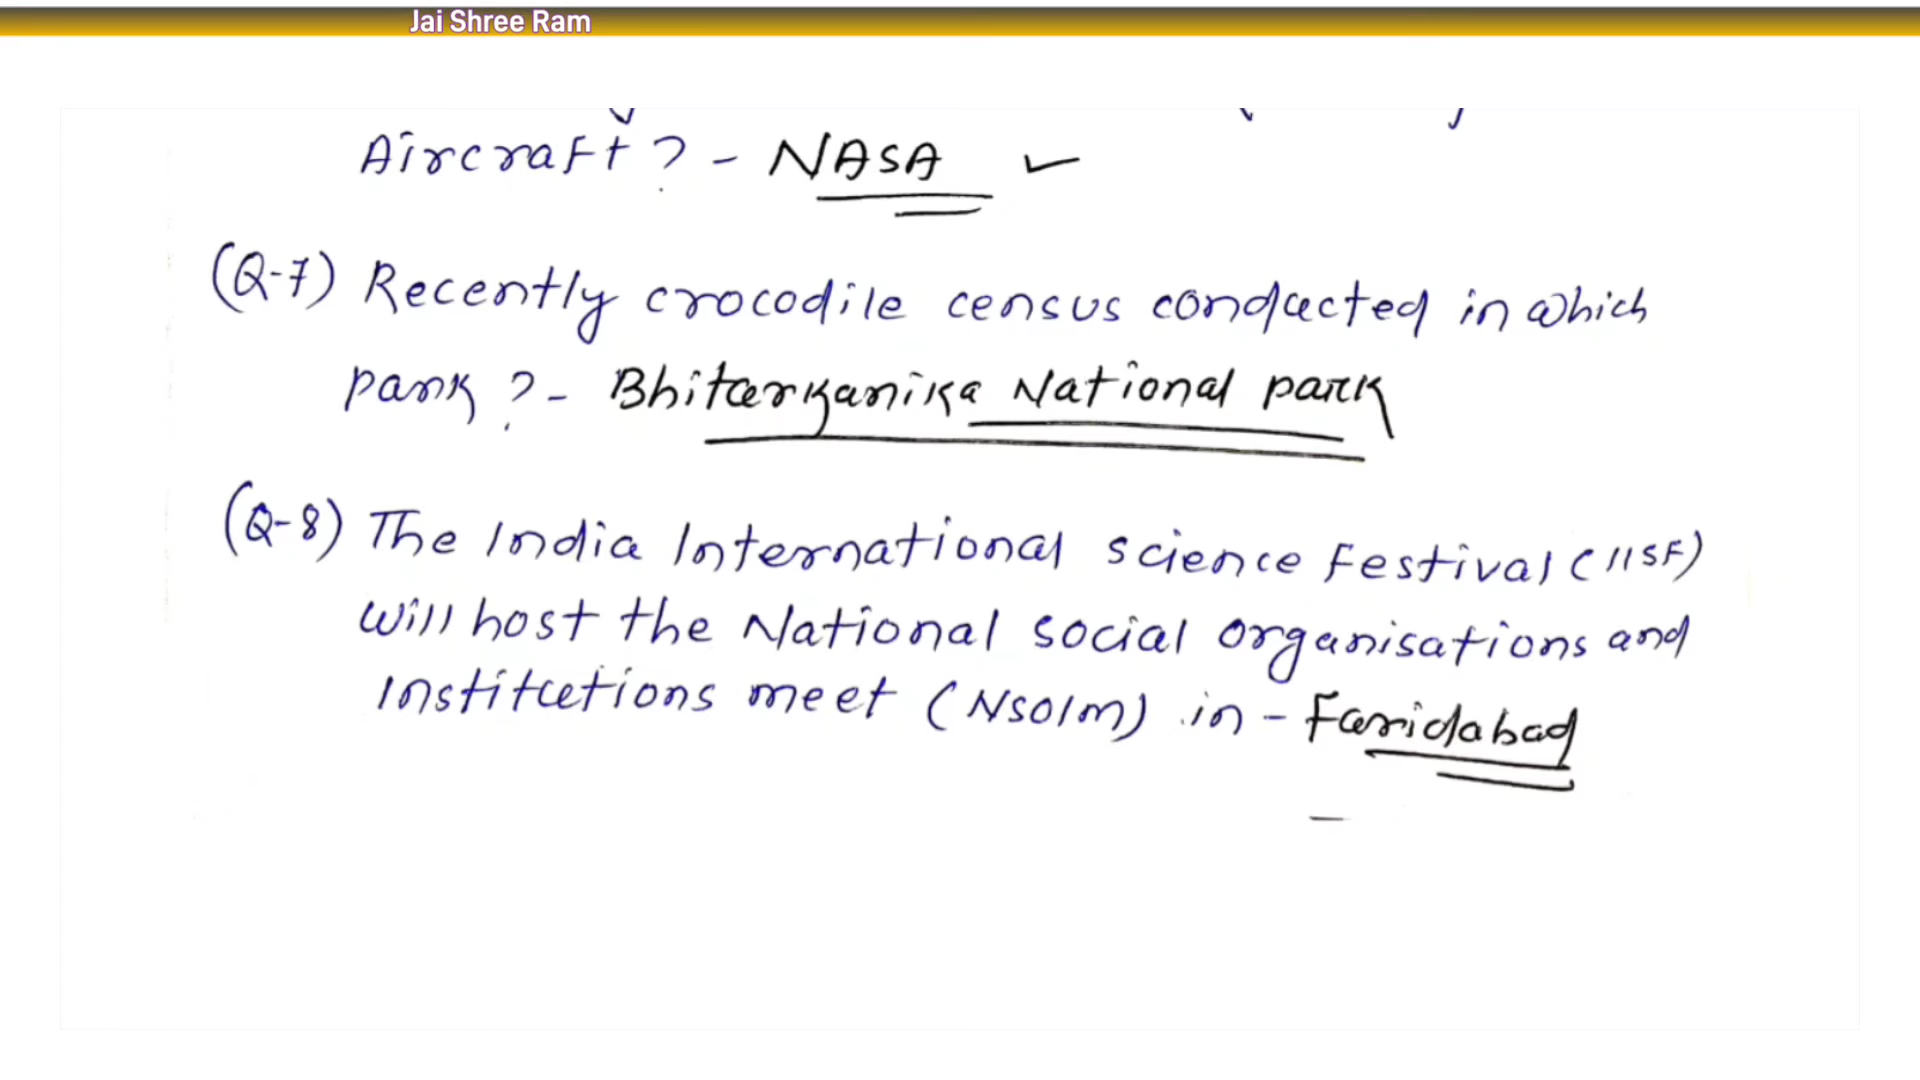 Jai Shree Ram
Aircraft? - NASA ✓
(Q-7) Recently crocodile census conducted in which
park? - Bhitarkanika National park
(Q-8) The India International science Festival (IISF)
will host the National social organisations and
Institutions meet (NSOIM) in - Faridabad